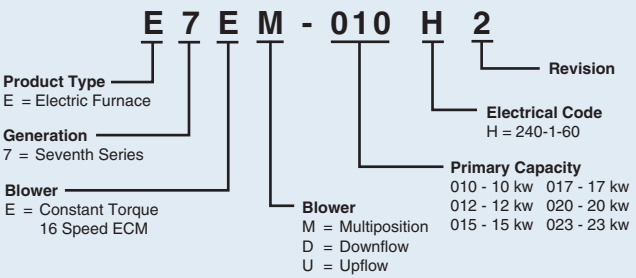 E 7 E M - 010 H 2
Product Type
E = Electric Furnace
Generation
7 = Seventh Series
Blower
E = Constant Torque
16 Speed ECM
Blower
M = Multiposition
D = Downflow
U = Upflow
Primary Capacity
010 - 10 kw 017 - 17 kw
012 - 12 kw 020 - 20 kw
015 - 15 kw 023 - 23 kw
Electrical Code
H = 240-1-60
Revision